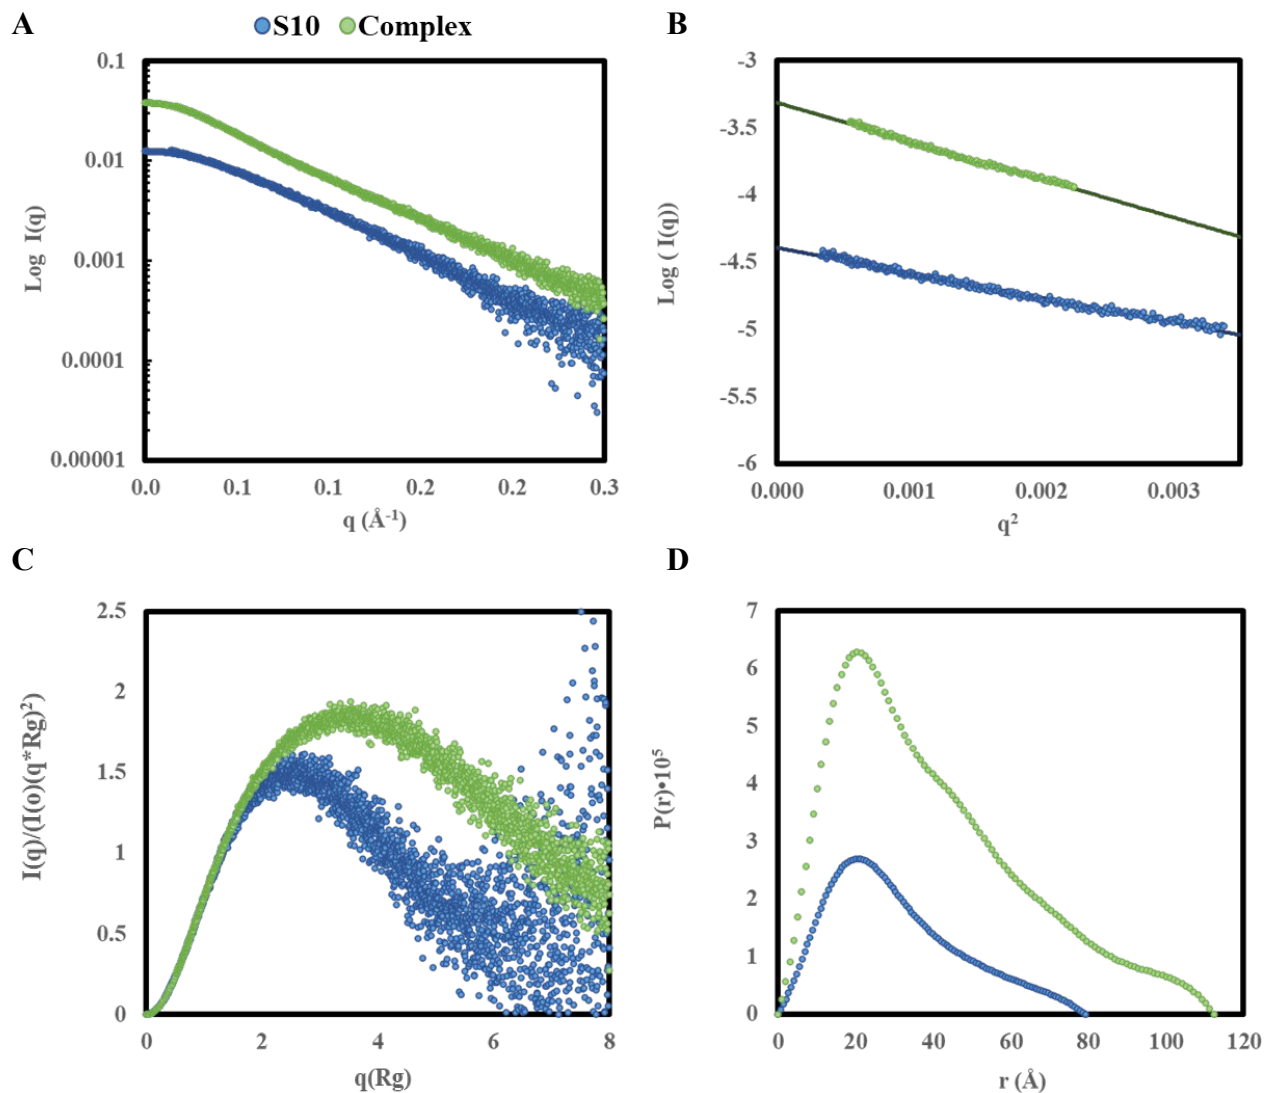 A
S10 Complex
B
0.1
0.01
0.001
0.0001
0.00001
Log I(q)
0.0 0.1 0.1 0.2 0.2 0.3
q (Å-1)
-3
-3.5
-4
-4.5
-5
-5.5
-6
Log ( I(q))
0.000 0.001 0.002 0.003
q2
C
D
2.5
2
1.5
1
0.5
0
I(q)/(I(o)(q*Rg)2)
0 2 4 6 8
q(Rg)
7
6
5
4
3
2
1
0
P(r)•105
0 20 40 60 80 100 120
r (Å)